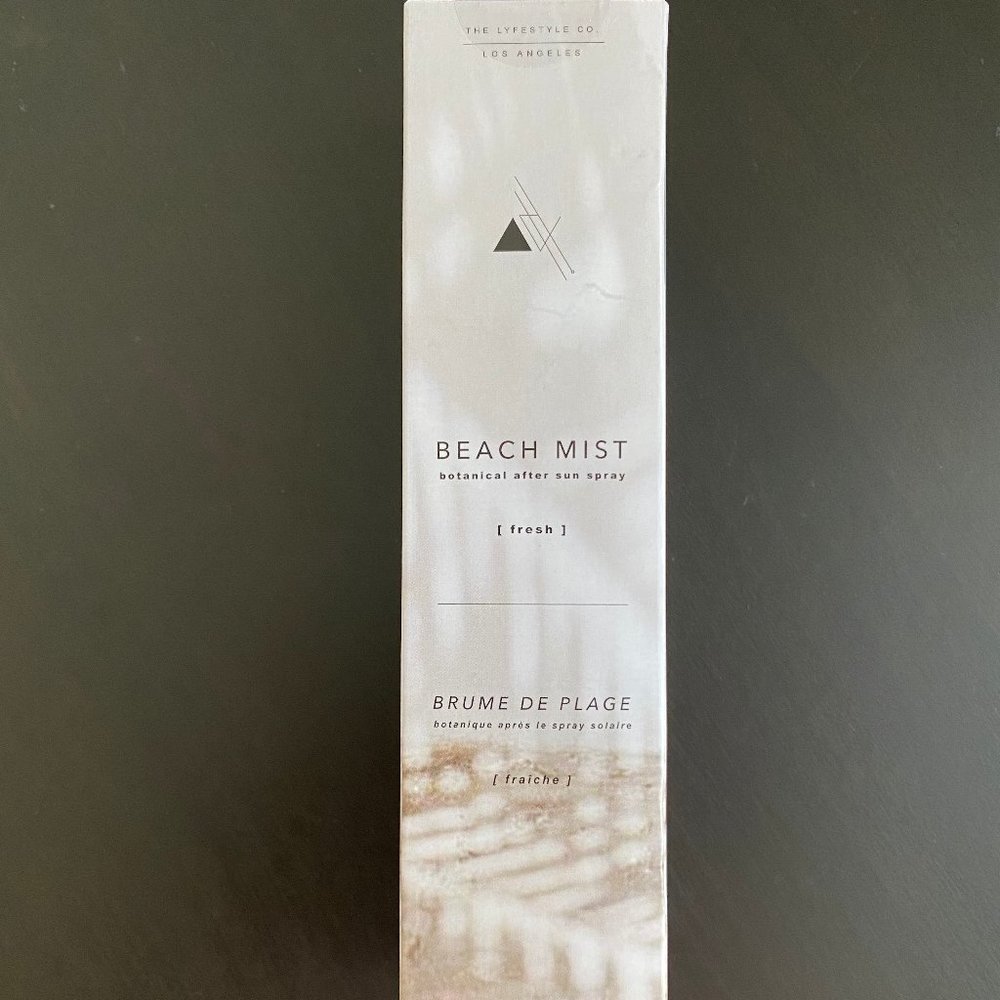 THE LYFESTYLE CO.
LOS ANGELES
BEACH MIST
botanical after sun spray
[ fresh ]
BRUME DE PLAGE
botanique après le spray solaire
[ fraîche ]